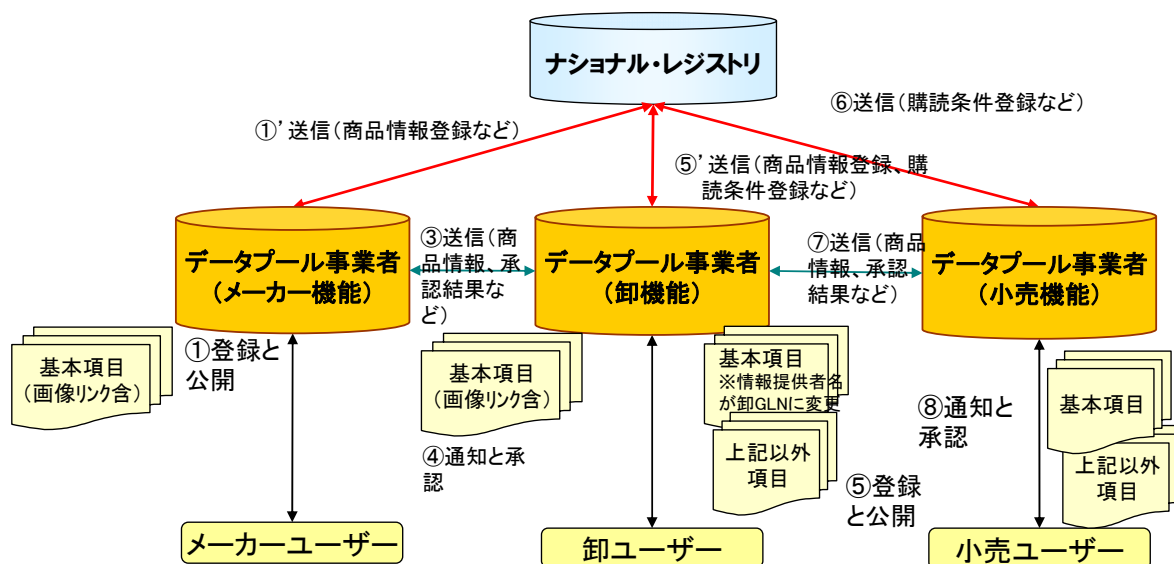 ナショナル・レジストリ
⑥送信(購読条件登録など)
①’送信(商品情報登録など)
⑤’送信(商品情報登録、購
読条件登録など)
データプール事業者
(メーカー機能)
③送信(商
品情報、承
認結果な
ど)
データプール事業者
(卸機能)
⑦送信(商品
情報、承認
結果など)
データプール事業者
(小売機能)
基本項目
(画像リンク含)
①登録と
公開
基本項目
(画像リンク含)
④通知と承
認
基本項目
※情報提供者名
が卸GLNに変更
上記以外
項目
⑤登録
と公開
⑧通知と
承認
基本項目
上記以外
項目
メーカーユーザー
卸ユーザー
小売ユーザー